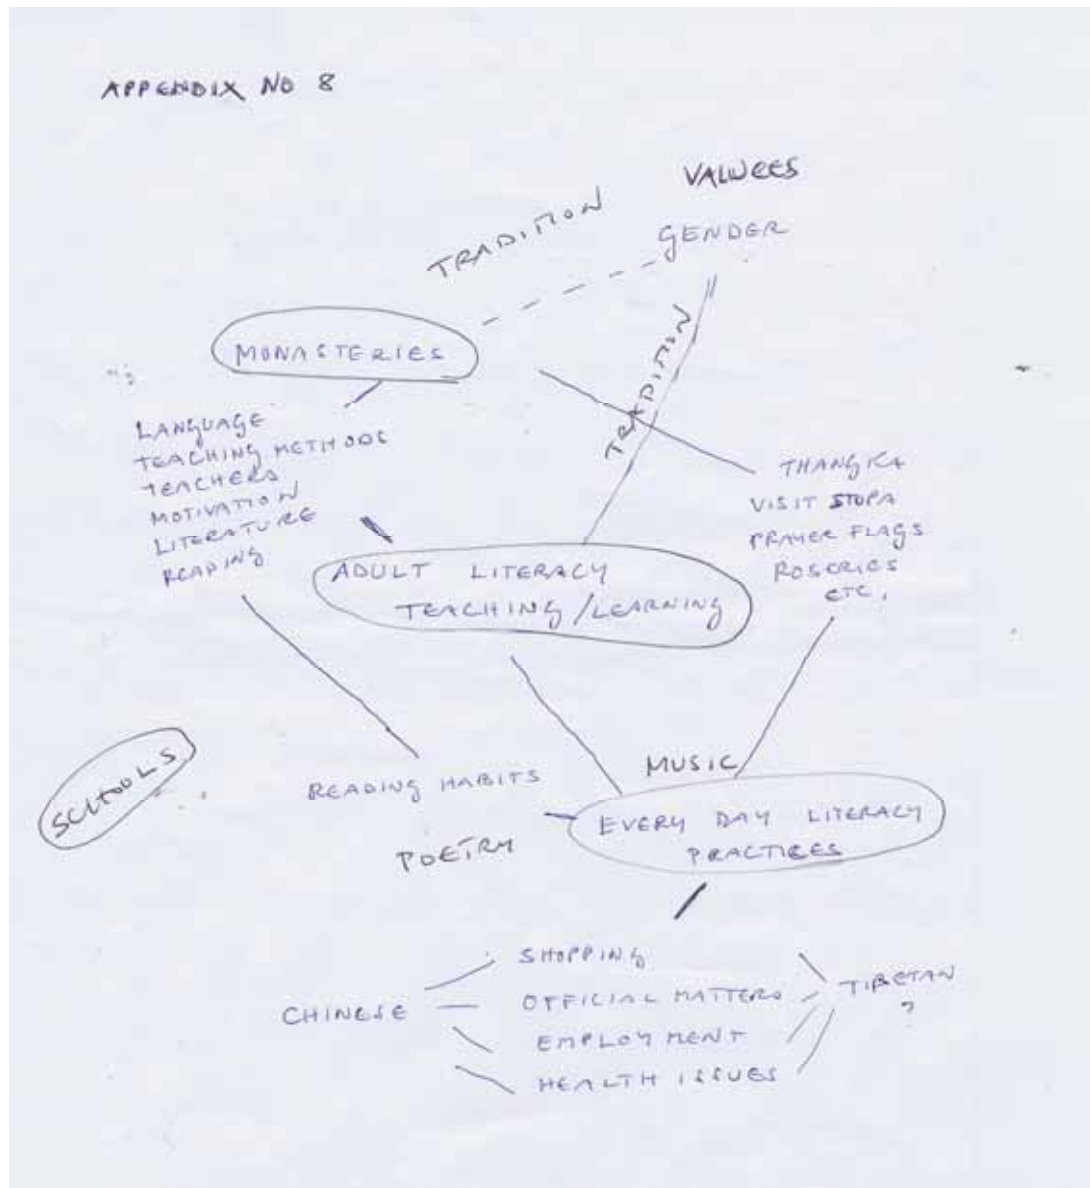 APPENDIX NO 8
VALUEES
TRADITION
GENDER
MONASTERIES
TRADITION
LANGUAGE
TEACHING METHODS
TEACHERS
MOTIVATION
LITERATURE
READING
THANGKA
VISIT STOPA
PRAYER FLAGS
ROSERIES
ETC,
ADULT LITERACY
TEACHING/LEARNING
SCHOOLS
MUSIC
READING HABITS
POETRY
EVERY DAY LITERACY
PRACTICES
CHINESE
SHOPPING
OFFICIAL MATTERS
EMPLOYMENT
HEALTH ISSUES
TIBETAN
?